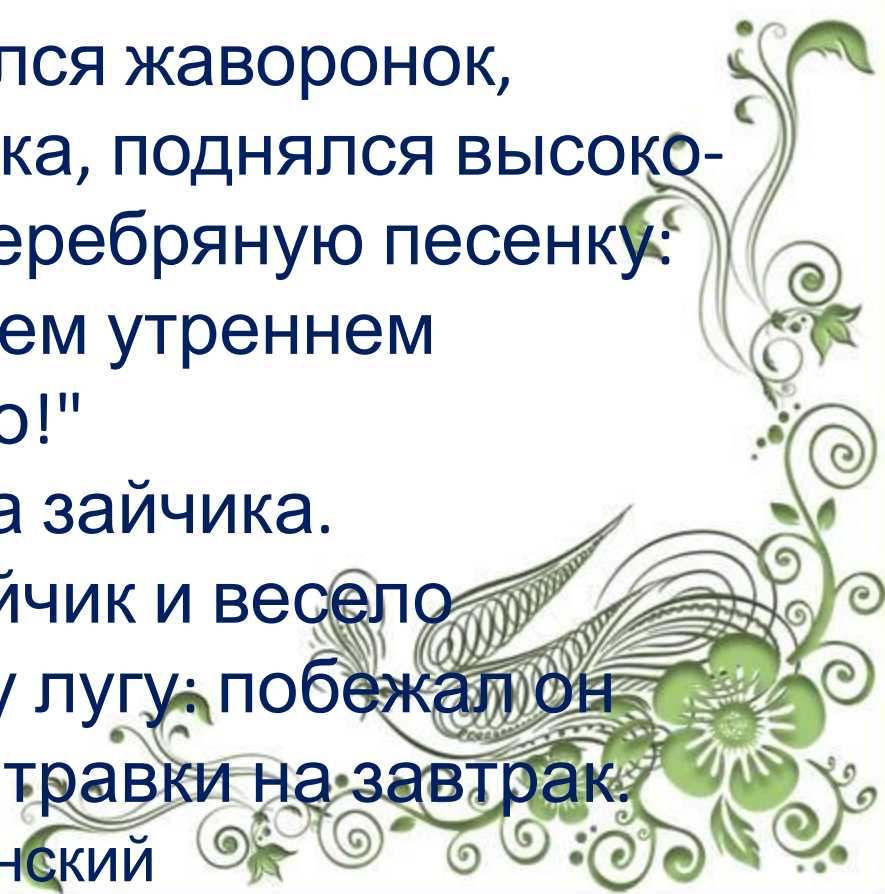 лся жаворонок,
ка, поднялся высоко-
еребряную песенку:
ем утреннем
о!"
а зайчика.
йчик и весело
у лугу: побежал он
травки на завтрак.
нский